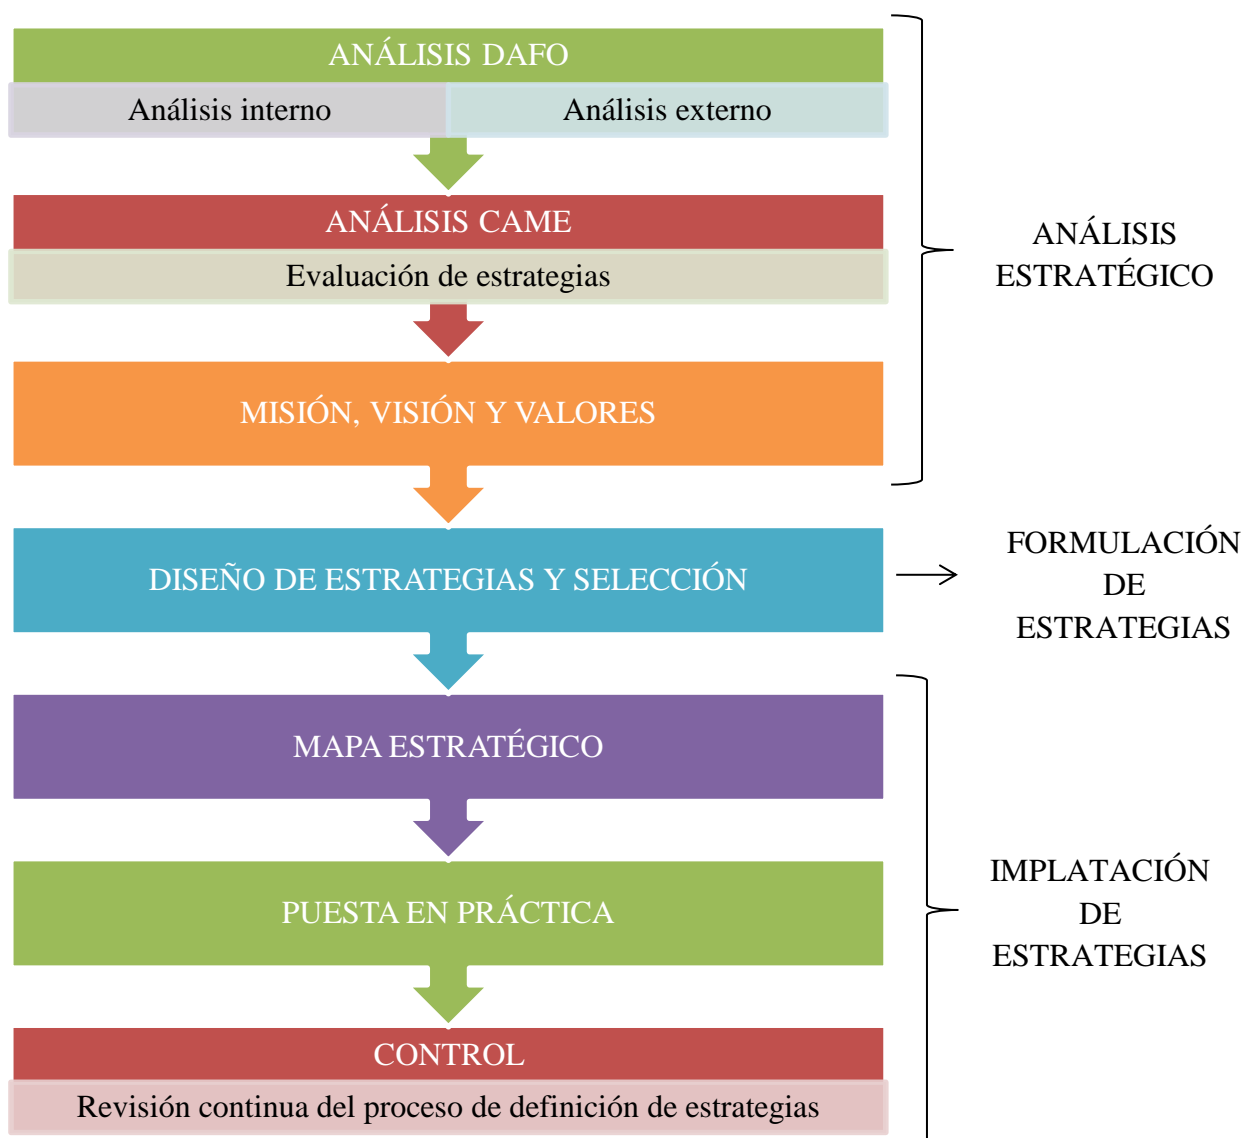 ANÁLISIS DAFO
Análisis interno
Análisis externo
ANÁLISIS CAME
Evaluación de estrategias
MISIÓN, VISIÓN Y VALORES
ANÁLISIS
ESTRATÉGICO
DISEÑO DE ESTRATEGIAS Y SELECCIÓN
FORMULACIÓN
DE
ESTRATEGIAS
MAPA ESTRATÉGICO
PUESTA EN PRÁCTICA
CONTROL
Revisión continua del proceso de definición de estrategias
IMPLATACIÓN
DE
ESTRATEGIAS